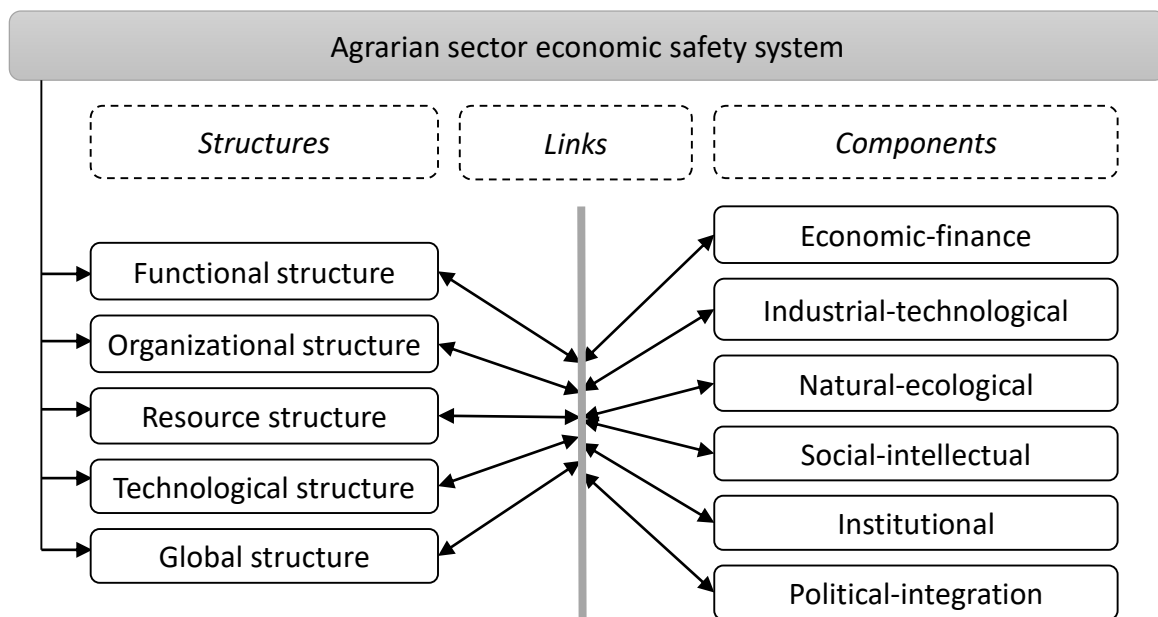 Agrarian sector economic safety system
Structures
Links
Components
Functional structure
Organizational structure
Resource structure
Technological structure
Global structure
Economic-finance
Industrial-technological
Natural-ecological
Social-intellectual
Institutional
Political-integration